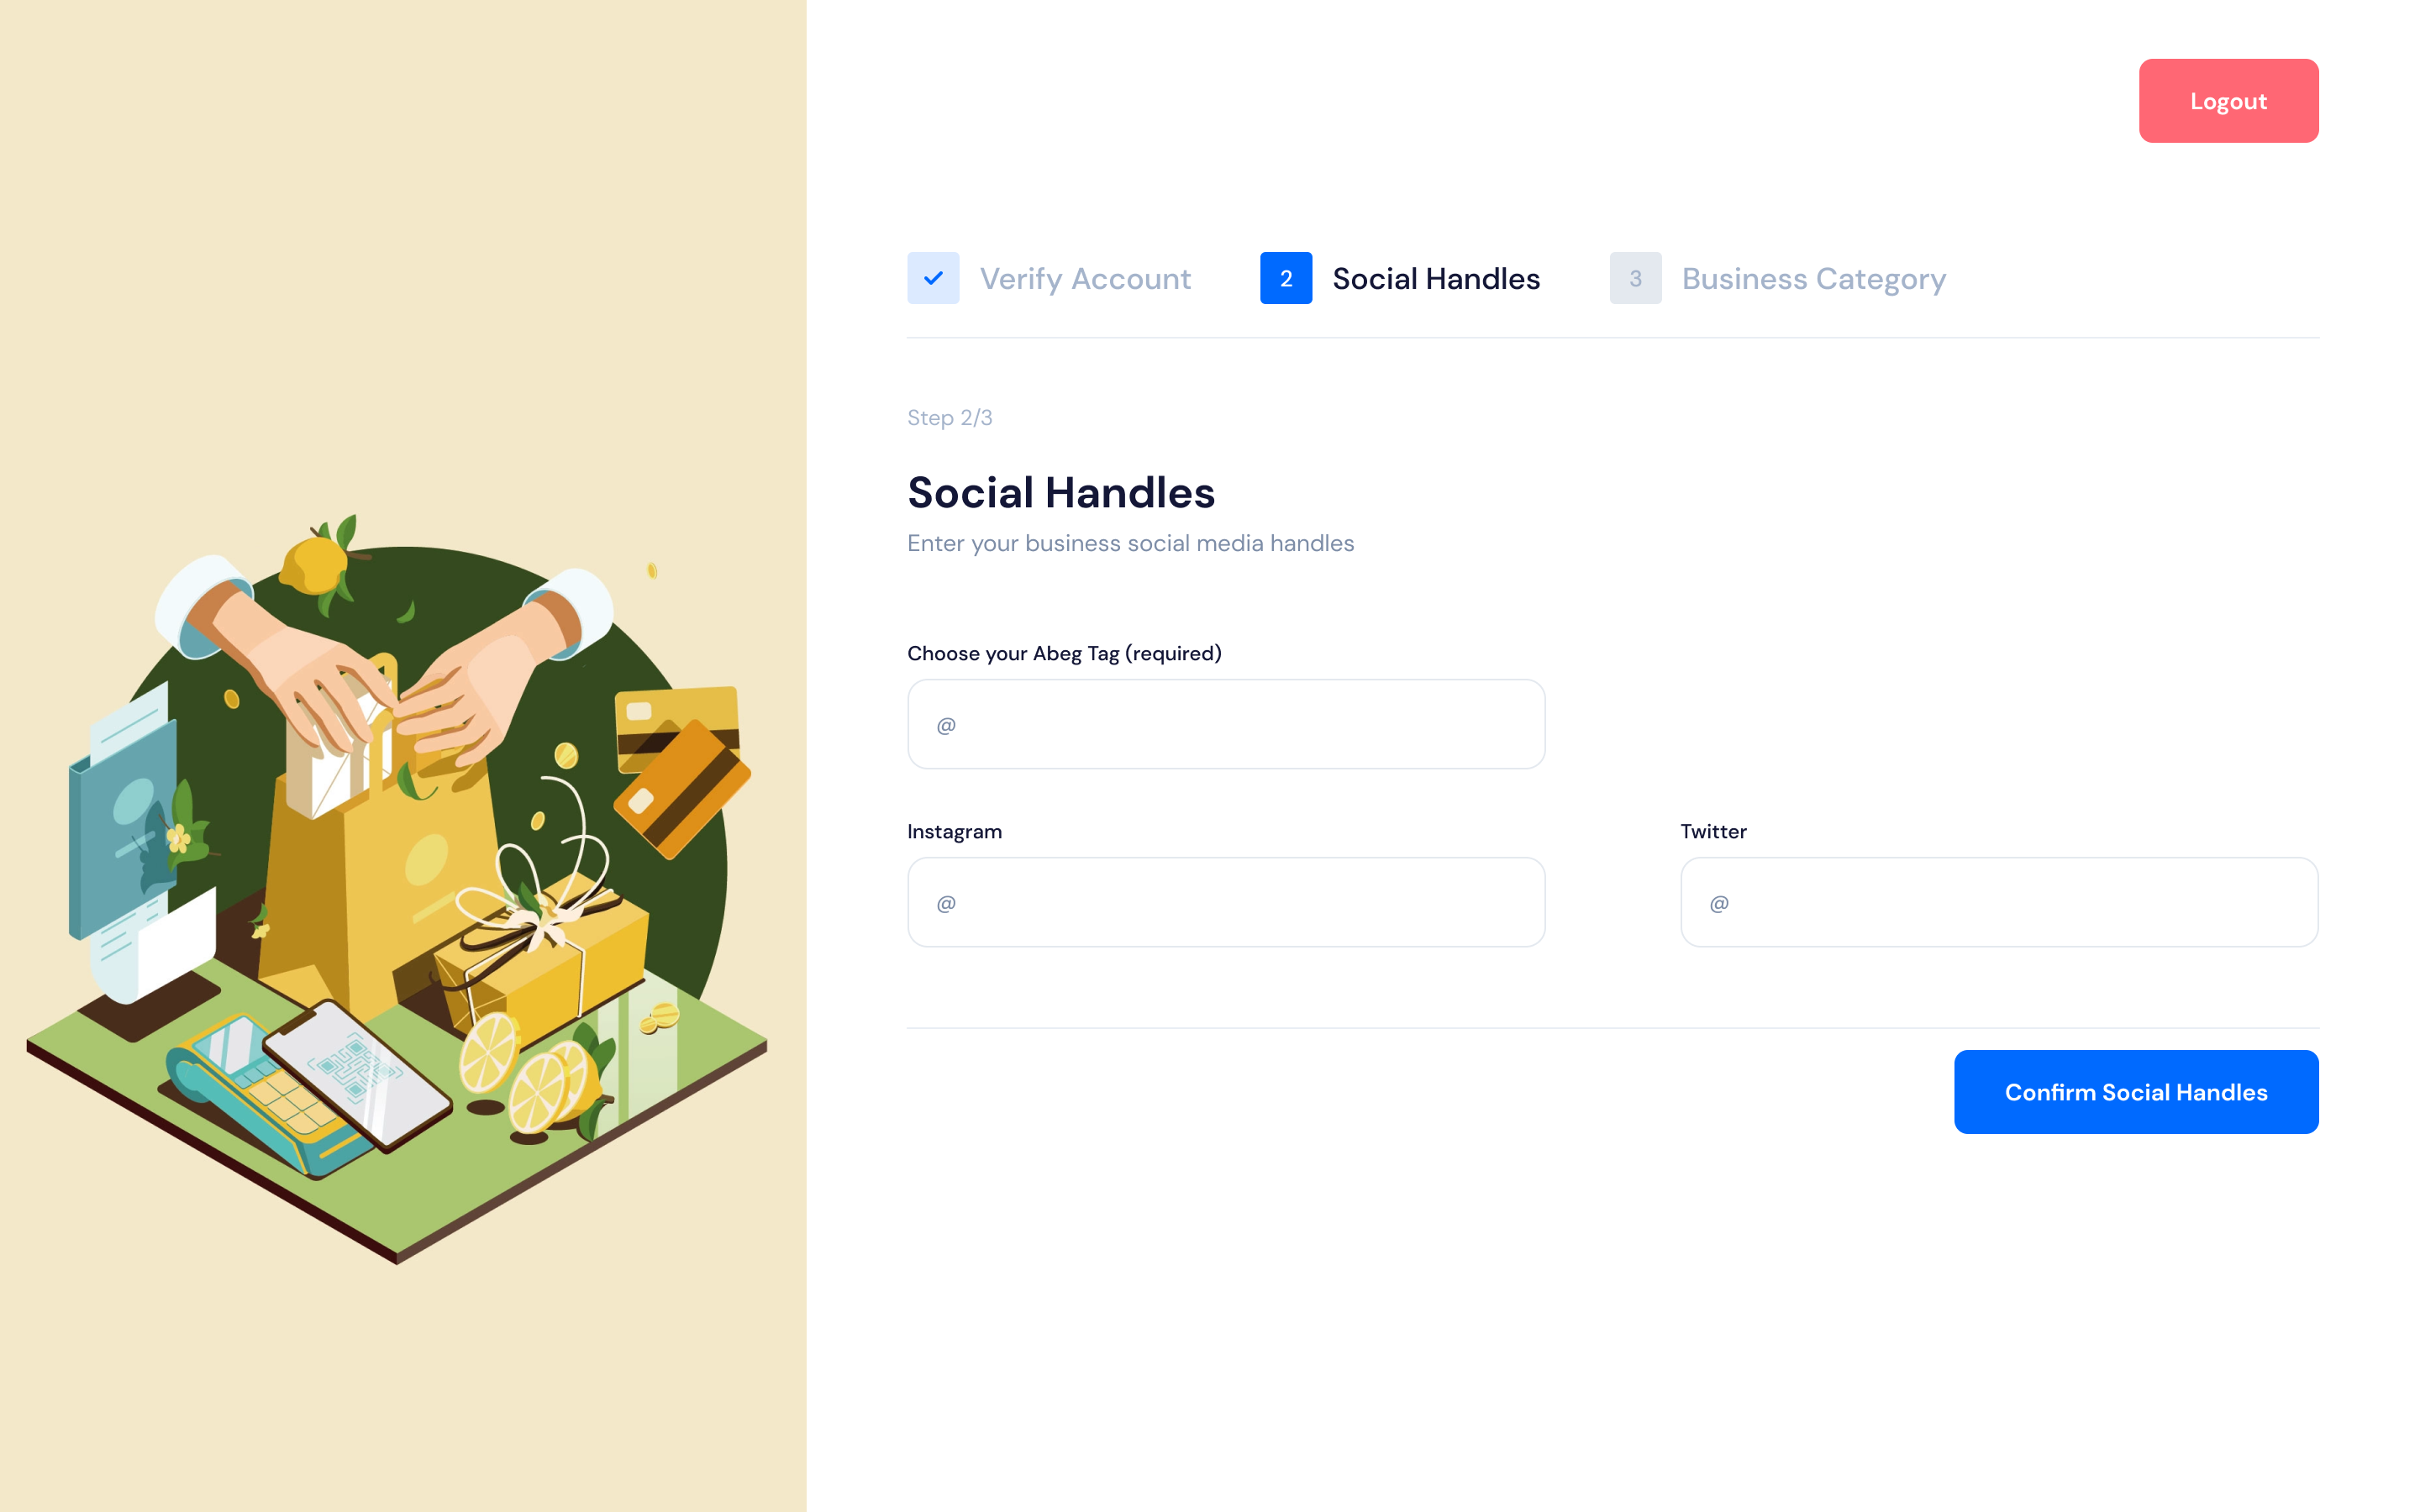 Logout
Verify Account
2 Social Handles
3 Business Category
Step 2/3
Social Handles
Enter your business social media handles
Choose your Abeg Tag (required)
@
Instagram
Twitter
@
@
Confirm Social Handles